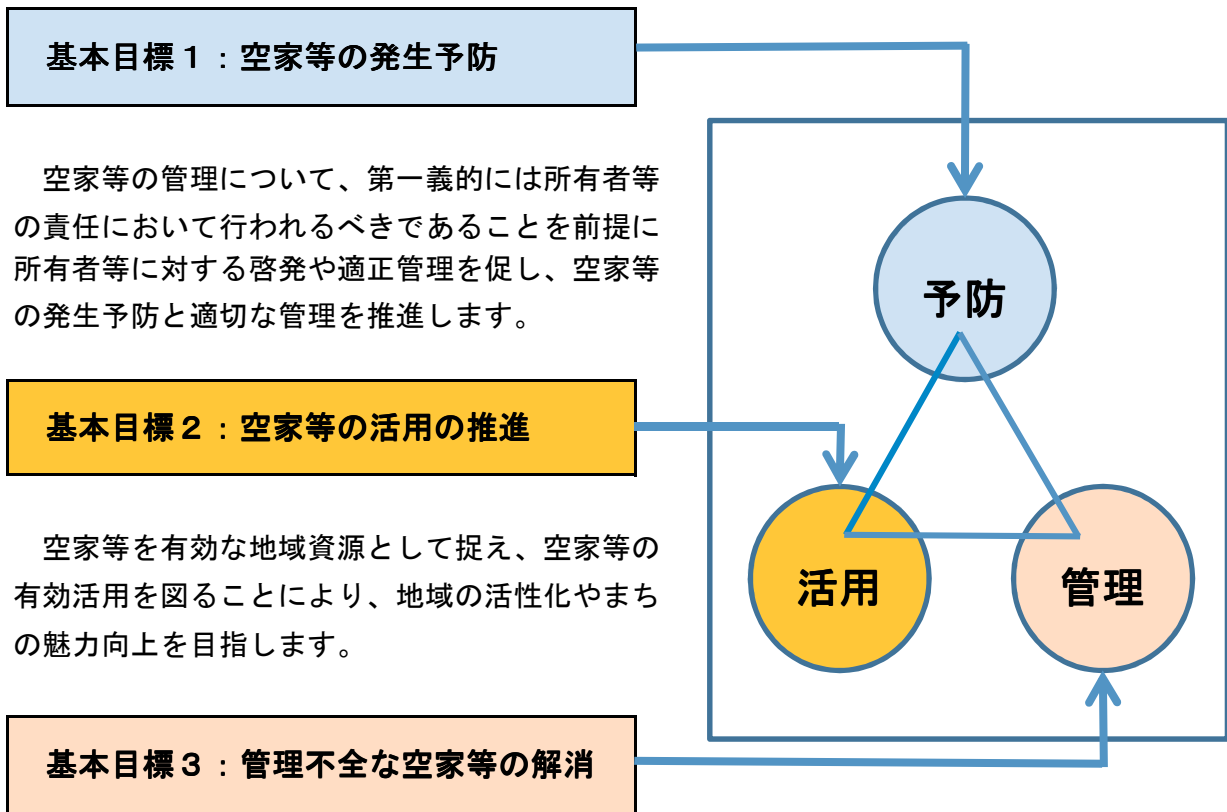 基本目標１：空家等の発生予防
空家等の管理について、第一義的には所有者等
の責任において行われるべきであることを前提に
所有者等に対する啓発や適正管理を促し、空家等
の発生予防と適切な管理を推進します。
基本目標２：空家等の活用の推進
空家等を有効な地域資源として捉え、空家等の
有効活用を図ることにより、地域の活性化やまち
の魅力向上を目指します。
基本目標３：管理不全な空家等の解消
予防
活用
管理